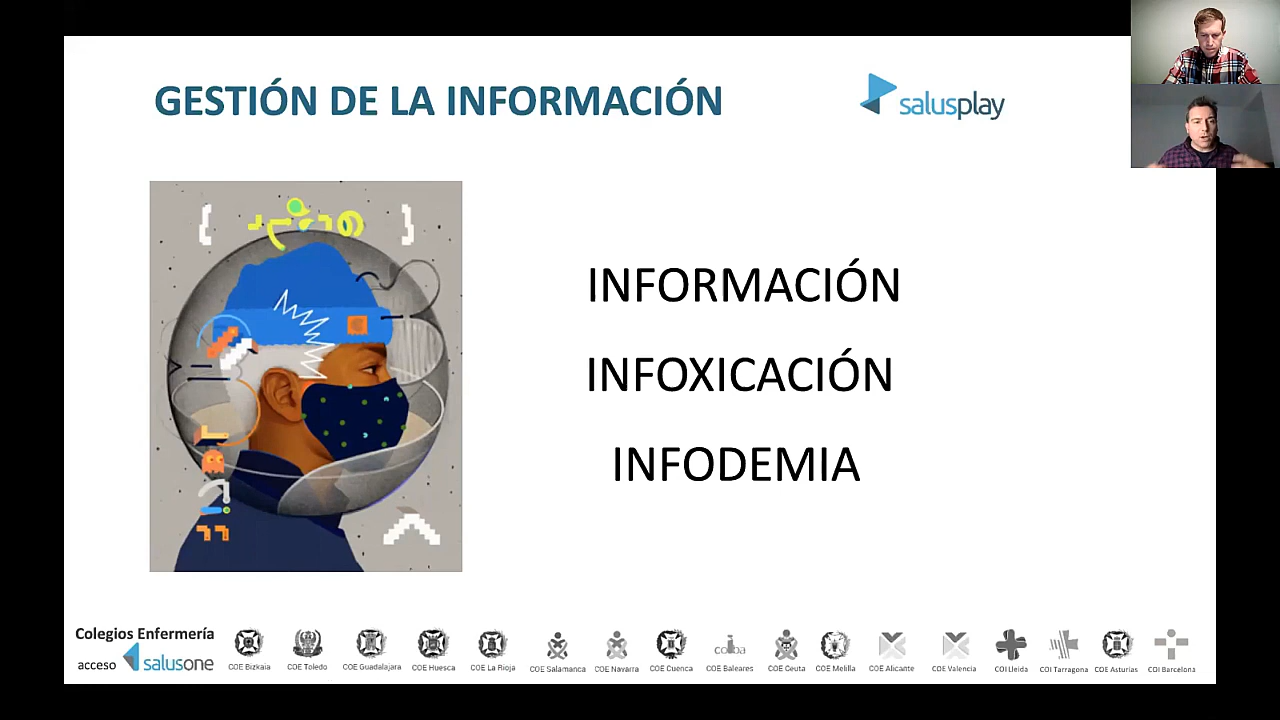 GESTIÓN DE LA INFORMACIÓN
salusplay
INFORMACIÓN
INFOXICACIÓN
INFODEMIA
Colegios Enfermería
acceso salusone
COE Bizkaia
COE Toledo
COE Guadalajara
COE Huesca
COE La Rioja
COE Salamanca
COE Navarra
COE Cuenca
COE Baleares
COE Ceuta
COE Melilla
COE Alicante
COE Valencia
COI Lleida
COI Tarragona
COE Asturias
COI Barcelona